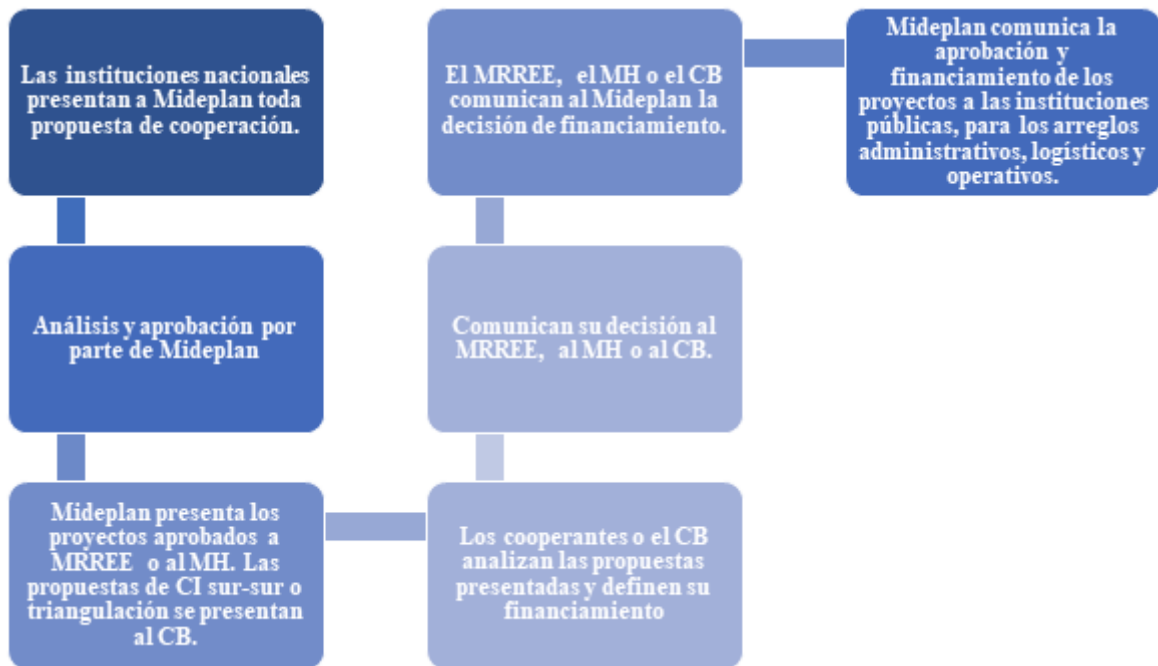 Las instituciones nacionales
presentan a Mideplan toda
propuesta de cooperación.
Análisis y aprobación por
parte de Mideplan
Mideplan presenta los
proyectos aprobados a
MRREE o al MH. Las
propuestas de CI sur-sur o
triangulación se presentan
al CB.
Los cooperantes o el CB
analizan las propuestas
presentadas y definen su
financiamiento
Comunican su decisión al
MRREE, al MH o al CB.
El MRREE, el MH o el CB
comunican al Mideplan la
decisión de financiamiento.
Mideplan comunica la
aprobación y
financiamiento de los
proyectos a las instituciones
públicas, para los arreglos
administrativos, logísticos y
operativos.